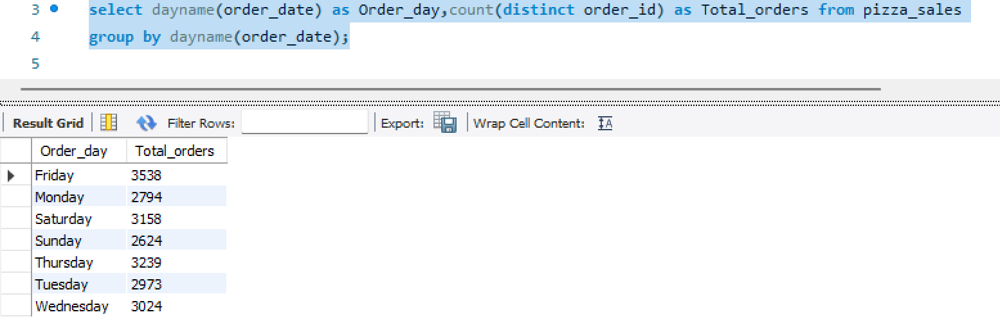 3 select dayname(order_date) as Order_day,count(distinct order_id) as Total_orders from pizza_sales
4 group by dayname(order_date);
5
Result Grid Filter Rows: Export: Wrap Cell Content: IA
Order_day Total_orders
Friday 3538
Monday 2794
Saturday 3158
Sunday 2624
Thursday 3239
Tuesday 2973
Wednesday 3024